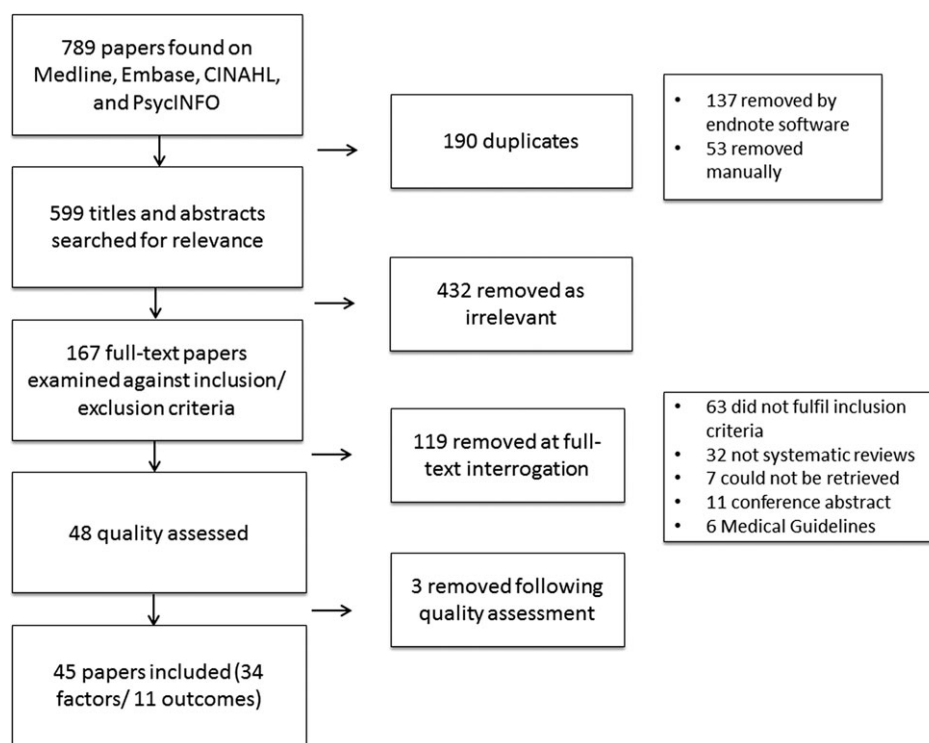 789 papers found on
Medline, Embase, CINAHL,
and PsycINFO
190 duplicates
• 137 removed by
endnote software
• 53 removed
manually
599 titles and abstracts
searched for relevance
432 removed as
irrelevant
167 full-text papers
examined against inclusion/
exclusion criteria
119 removed at full-
text interrogation
• 63 did not fulfil inclusion
criteria
• 32 not systematic reviews
• 7 could not be retrieved
• 11 conference abstract
• 6 Medical Guidelines
48 quality assessed
3 removed following
quality assessment
45 papers included (34
factors/ 11 outcomes)